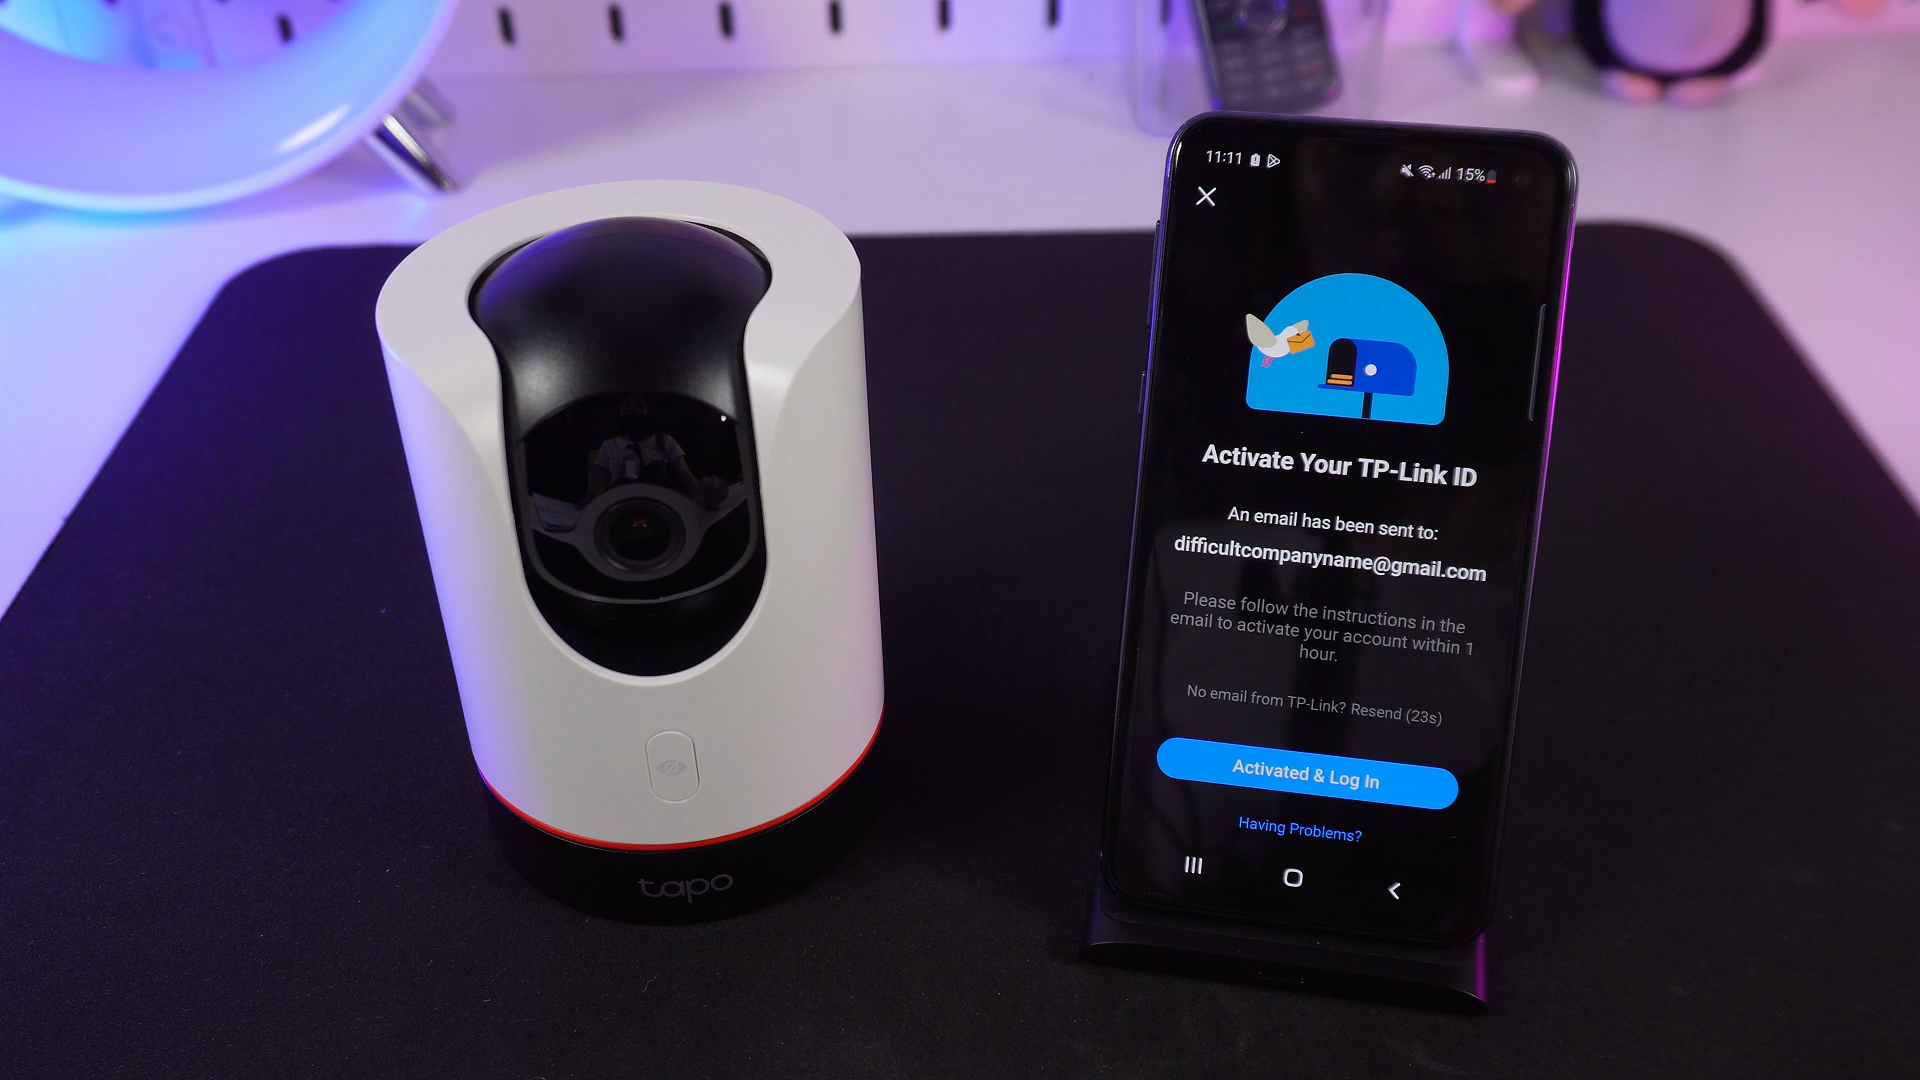 11:11
15%
Activate Your TP-Link ID
An email has been sent to:
difficultcompanyname@gmail.com
Please follow the instructions in the
email to activate your account within 1
hour.
No email from TP-Link? Resend (23s)
Activated & Log In
Having Problems?
tapo